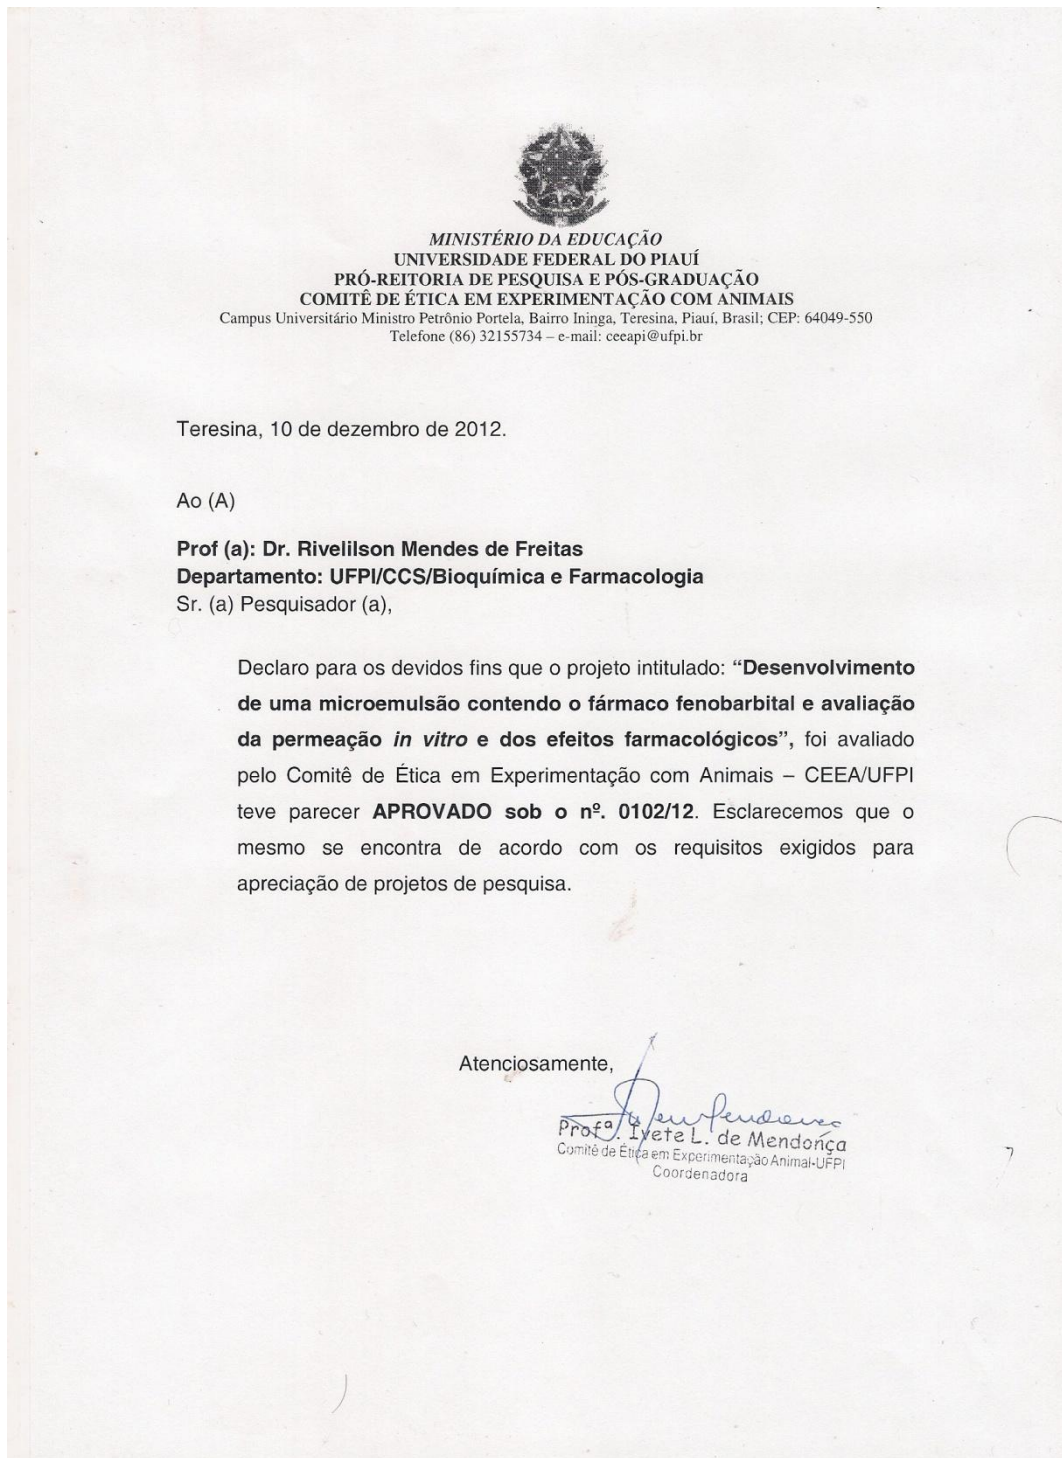 MINISTÉRIO DA EDUCAÇÃO
UNIVERSIDADE FEDERAL DO PIAUÍ
PRÓ-REITORIA DE PESQUISA E PÓS-GRADUAÇÃO
COMITÊ DE ÉTICA EM EXPERIMENTAÇÃO COM ANIMAIS
Campus Universitário Ministro Petrônio Portela, Bairro Ininga, Teresina, Piauí, Brasil; CEP: 64049-550
Telefone (86) 32155734 – e-mail: ceeapi@ufpi.br
Teresina, 10 de dezembro de 2012.
Ao (A)
Prof (a): Dr. Rivelilson Mendes de Freitas
Departamento: UFPI/CCS/Bioquímica e Farmacologia
Sr. (a) Pesquisador (a),
Declaro para os devidos fins que o projeto intitulado: “Desenvolvimento
de uma microemulsão contendo o fármaco fenobarbital e avaliação
da permeação in vitro e dos efeitos farmacológicos”, foi avaliado
pelo Comitê de Ética em Experimentação com Animais – CEEA/UFPI
teve parecer APROVADO sob o nº. 0102/12. Esclarecemos que o
mesmo se encontra de acordo com os requisitos exigidos para
apreciação de projetos de pesquisa.
Atenciosamente,
Profª. Ivete L. de Mendonça
Comitê de Ética em Experimentação Animal-UFPI
Coordenadora